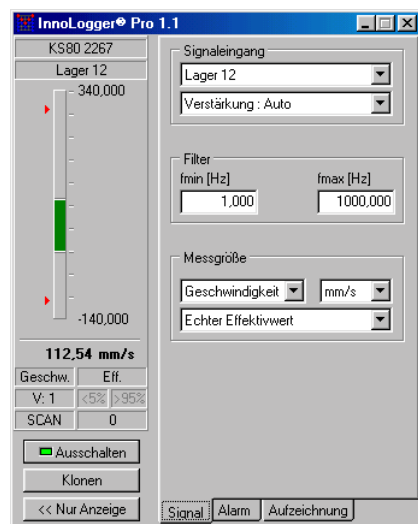 InnoLogger® Pro 1.1
KS80 2267
Lager 12
340,000
-140,000
112,54 mm/s
Geschw. Eff.
V: 1 <5% >95%
SCAN 0
Ausschalten
Klonen
<< Nur Anzeige
Signaleingang
Lager 12
Verstärkung : Auto
Filter
fmin [Hz] fmax [Hz]
1,000 1000,000
Messgröße
Geschwindigkeit mm/s
Echter Effektivwert
Signal Alarm Aufzeichnung